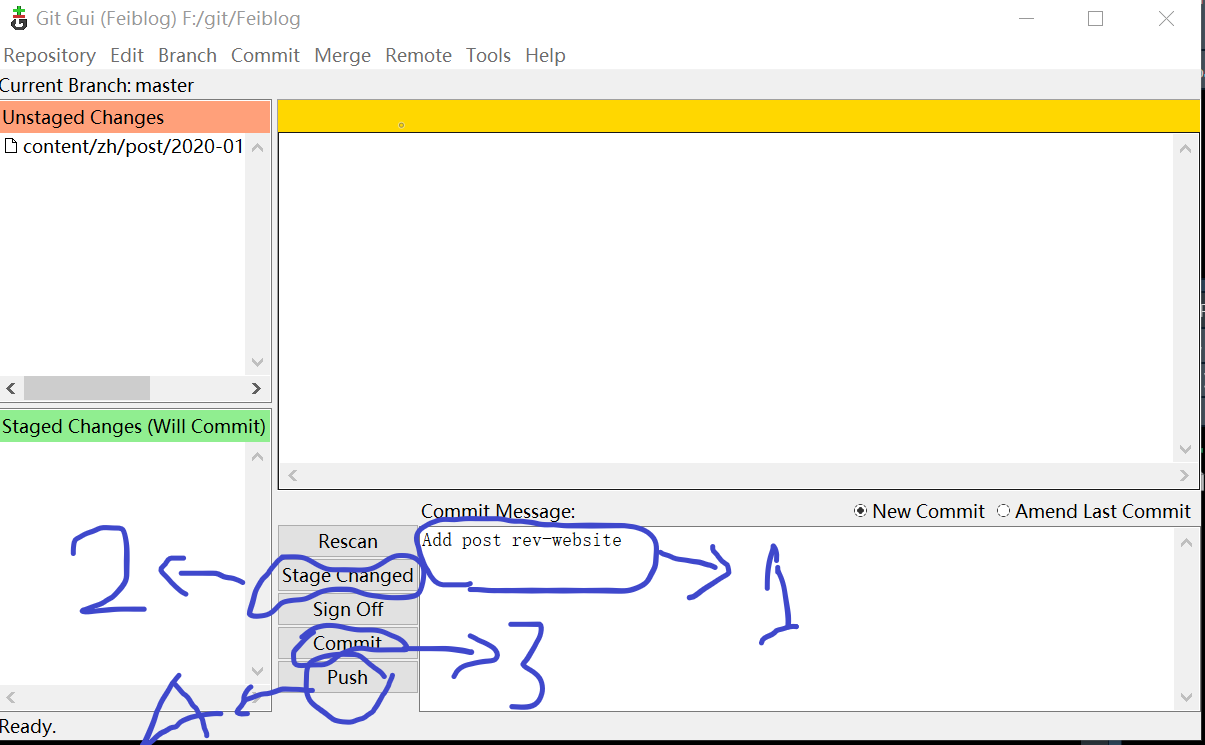 Git Gui (Feiblog) F:/git/Feiblog
Repository Edit Branch Commit Merge Remote Tools Help
Current Branch: master
Unstaged Changes
content/zh/post/2020-01
Staged Changes (Will Commit)
Commit Message:
New Commit Amend Last Commit
Rescan
Add post rev-website
Stage Changed
Sign Off
Commit
Push
1
2
3
4
Ready.